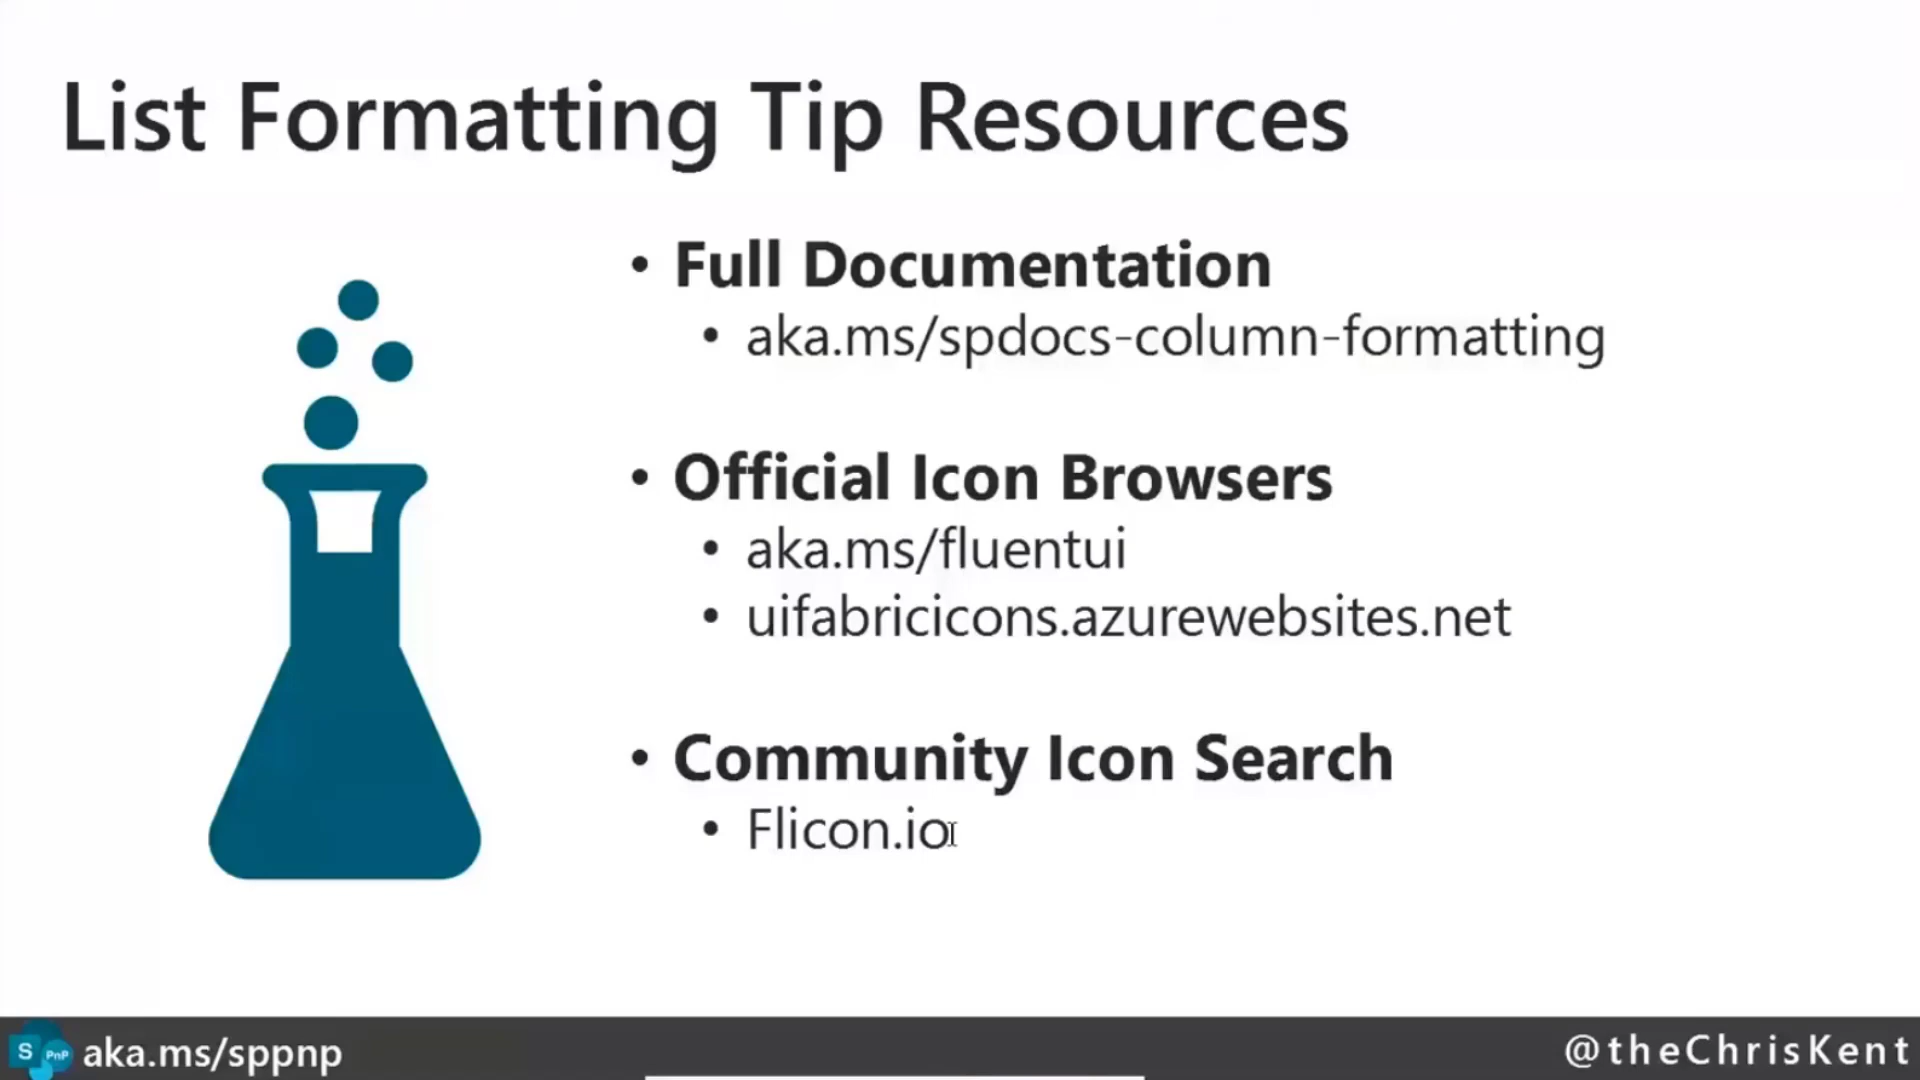 List Formatting Tip Resources
• Full Documentation
• aka.ms/spdocs-column-formatting
• Official Icon Browsers
• aka.ms/fluentui
• uifabricicons.azurewebsites.net
• Community Icon Search
• Flicon.io
S PnP aka.ms/sppnp
@theChrisKent